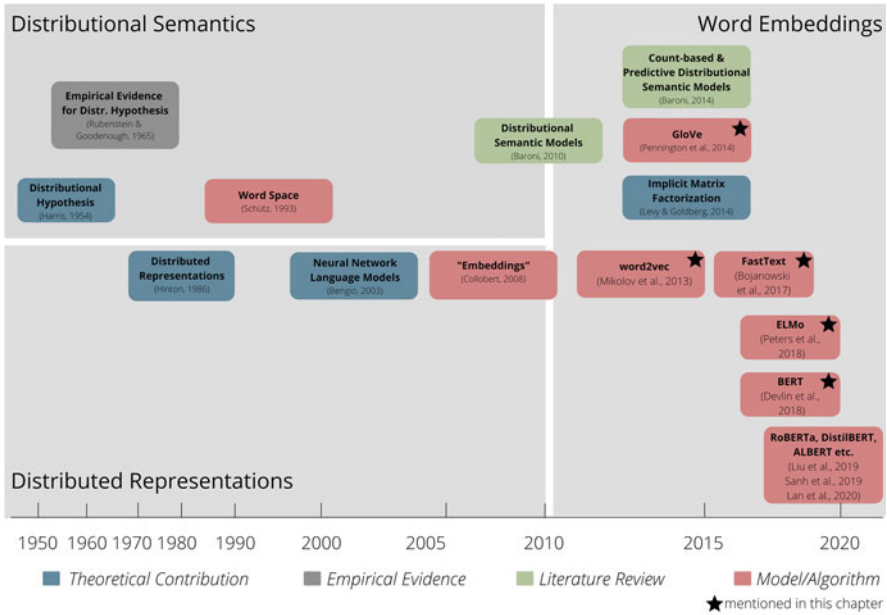 Distributional Semantics
Word Embeddings
Empirical Evidence
for Distr. Hypothesis
(Rubenstein &
Goodenough, 1965)
Count-based &
Predictive Distributional
Semantic Models
(Baroni, 2014)
Distributional
Semantic Models
(Baroni, 2010)
GloVe
(Pennington et al., 2014)
Distributional
Hypothesis
(Harris, 1954)
Word Space
(Schütz, 1993)
Implicit Matrix
Factorization
(Levy & Goldberg, 2014)
Distributed
Representations
(Hinton, 1986)
Neural Network
Language Models
(Bengio, 2003)
"Embeddings"
(Collobert, 2008)
word2vec
(Mikolov et al., 2013)
FastText
(Bojanowski
et al., 2017)
ELMo
(Peters et al.,
2018)
BERT
(Devlin et al.,
2018)
RoBERTa, DistilBERT,
ALBERT etc.
(Liu et al., 2019
Sanh et al., 2019
Lan et al., 2020)
Distributed Representations
1950 1960 1970 1980 1990 2000 2005 2010 2015 2020
Theoretical Contribution
Empirical Evidence
Literature Review
Model/Algorithm
mentioned in this chapter